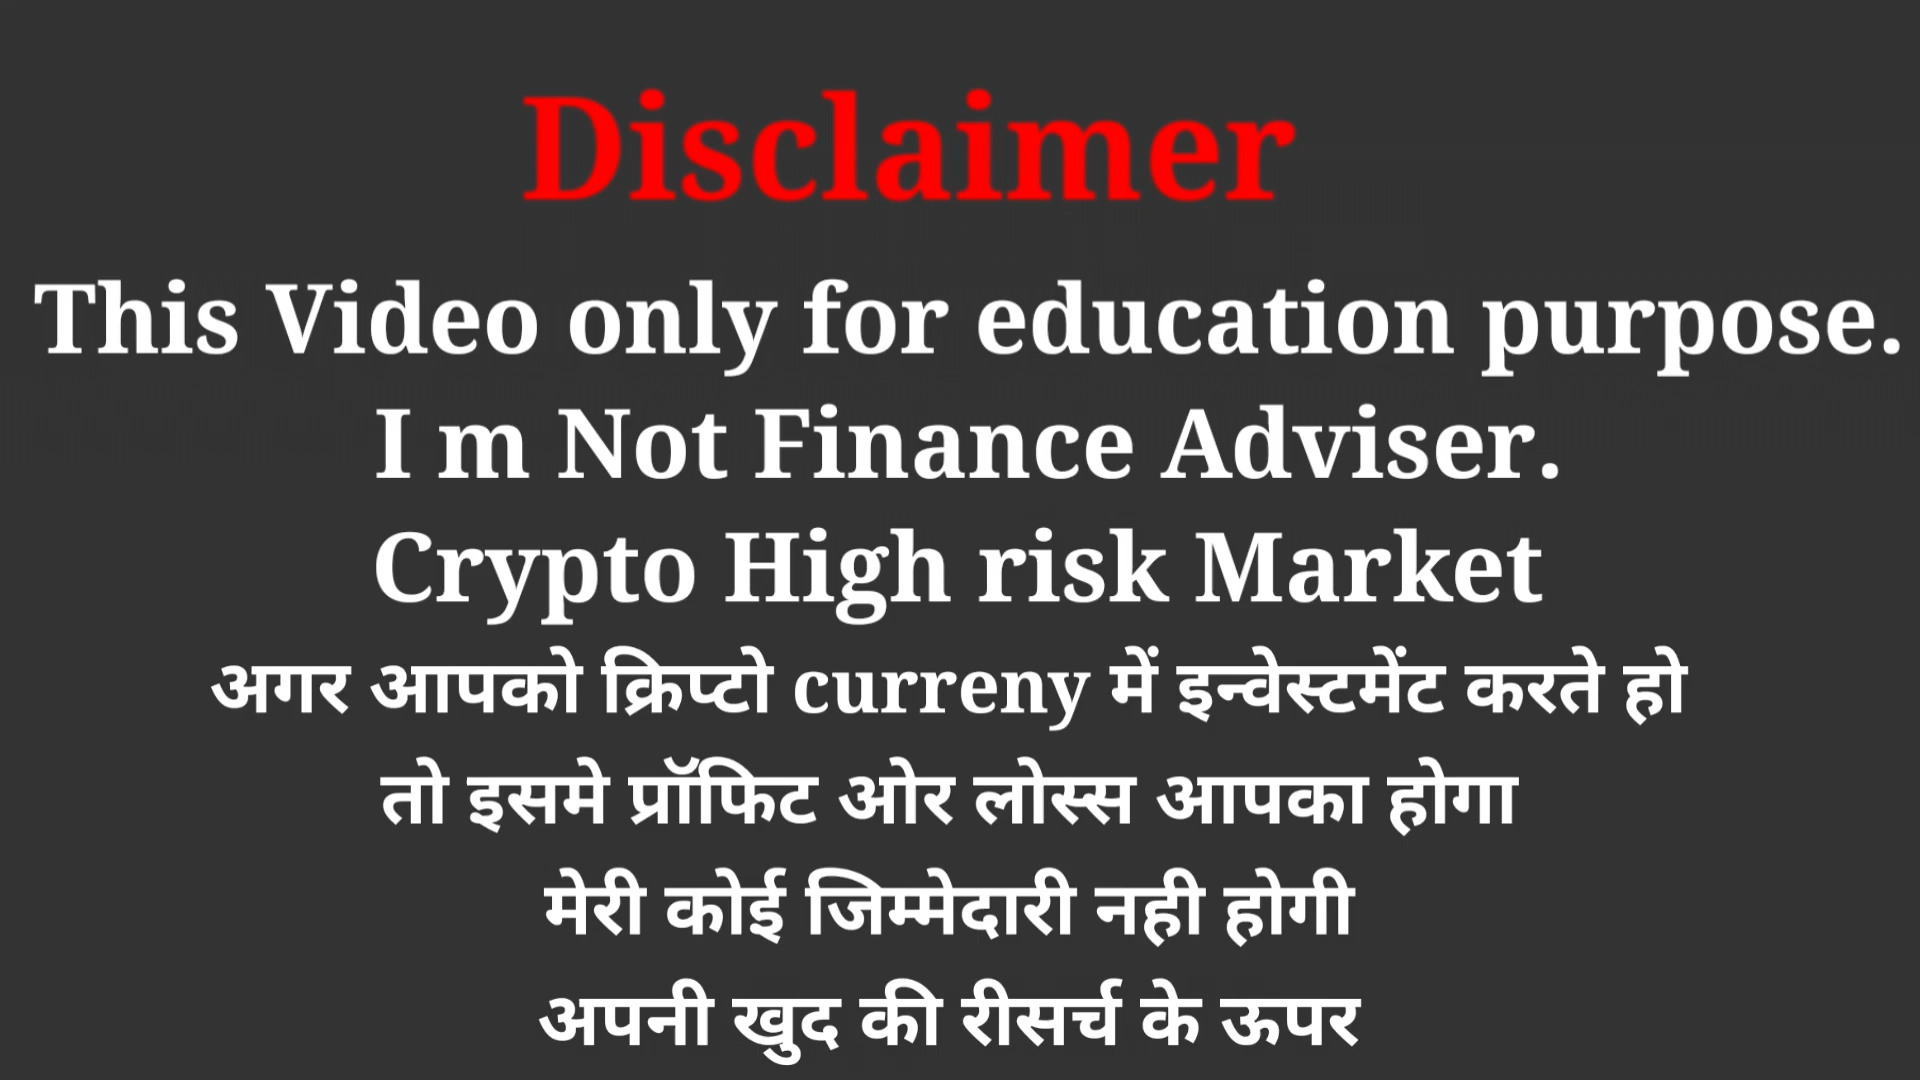 Disclaimer
This Video only for education purpose.
I m Not Finance Adviser.
Crypto High risk Market
अगर आपको क्रिप्टो curreny में इन्वेस्टमेंट करते हो
तो इसमे प्रॉफिट ओर लोस्स आपका होगा
मेरी कोई जिम्मेदारी नही होगी
अपनी खुद की रीसर्च के ऊपर